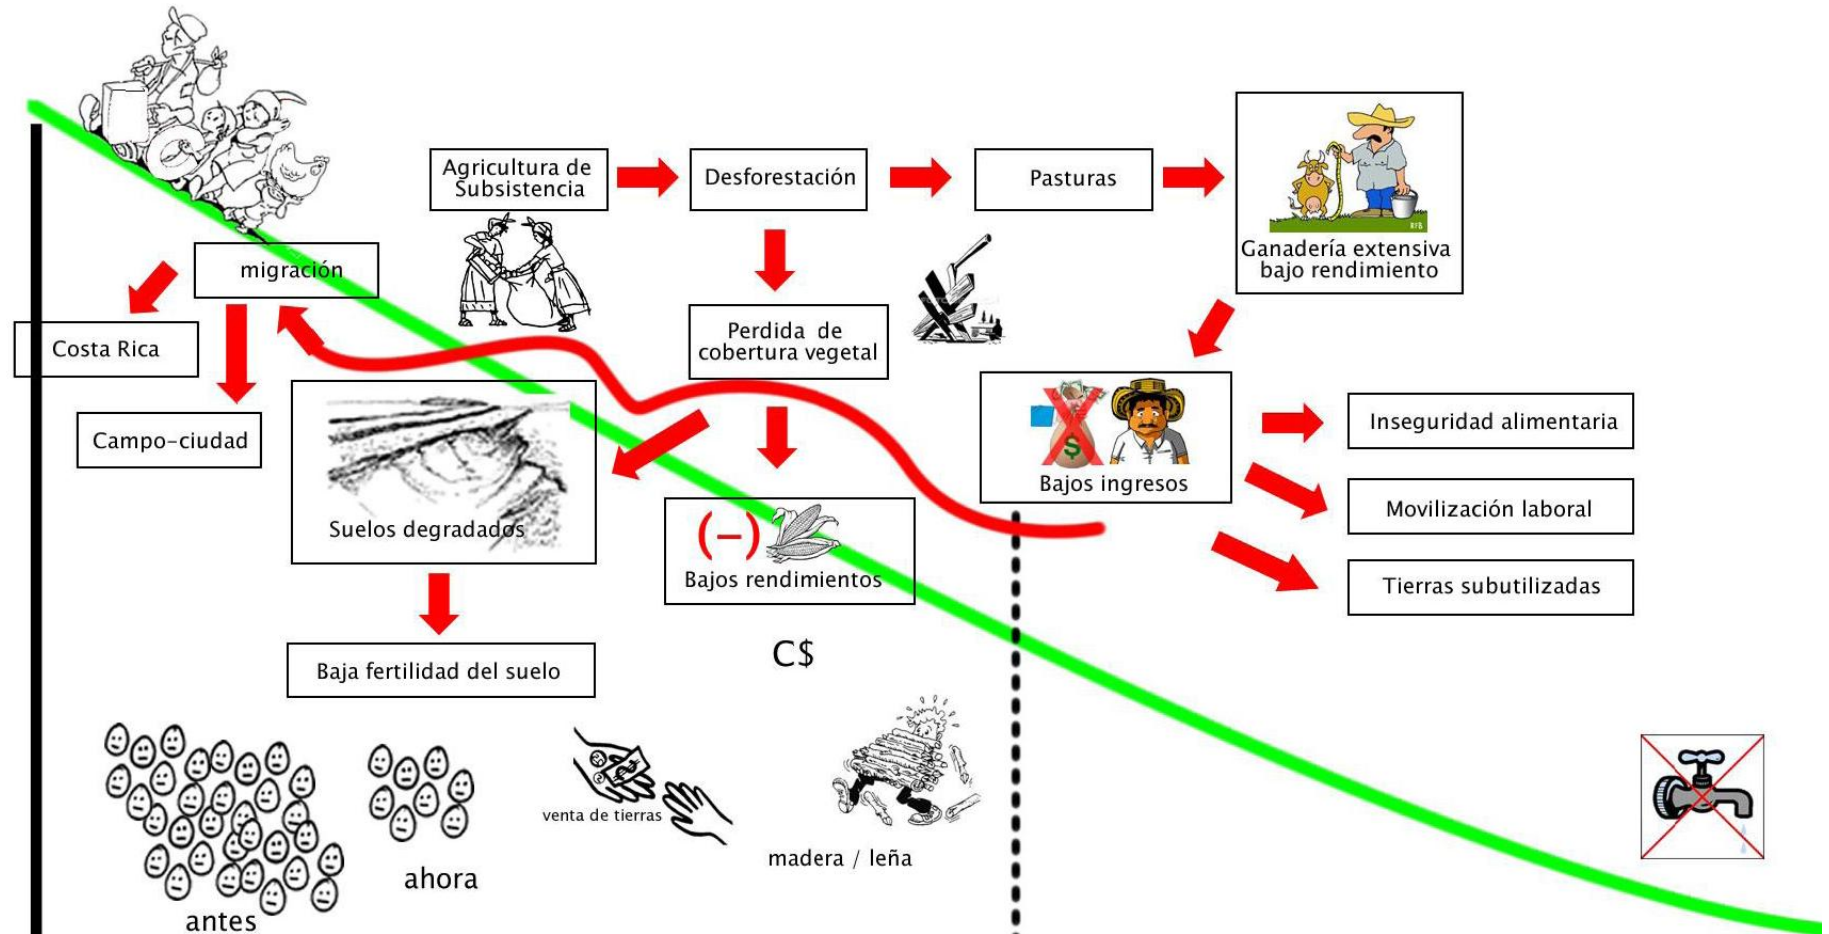 Agricultura de
Subsistencia
Desforestación
Pasturas
RFB
Ganadería extensiva
bajo rendimiento
migración
Costa Rica
Campo-ciudad
Perdida de
cobertura vegetal
$
Bajos ingresos
Inseguridad alimentaria
Movilización laboral
Tierras subutilizadas
Suelos degradados
(-)
Bajos rendimientos
Baja fertilidad del suelo
C$
$
venta de tierras
madera / leña
ahora
antes